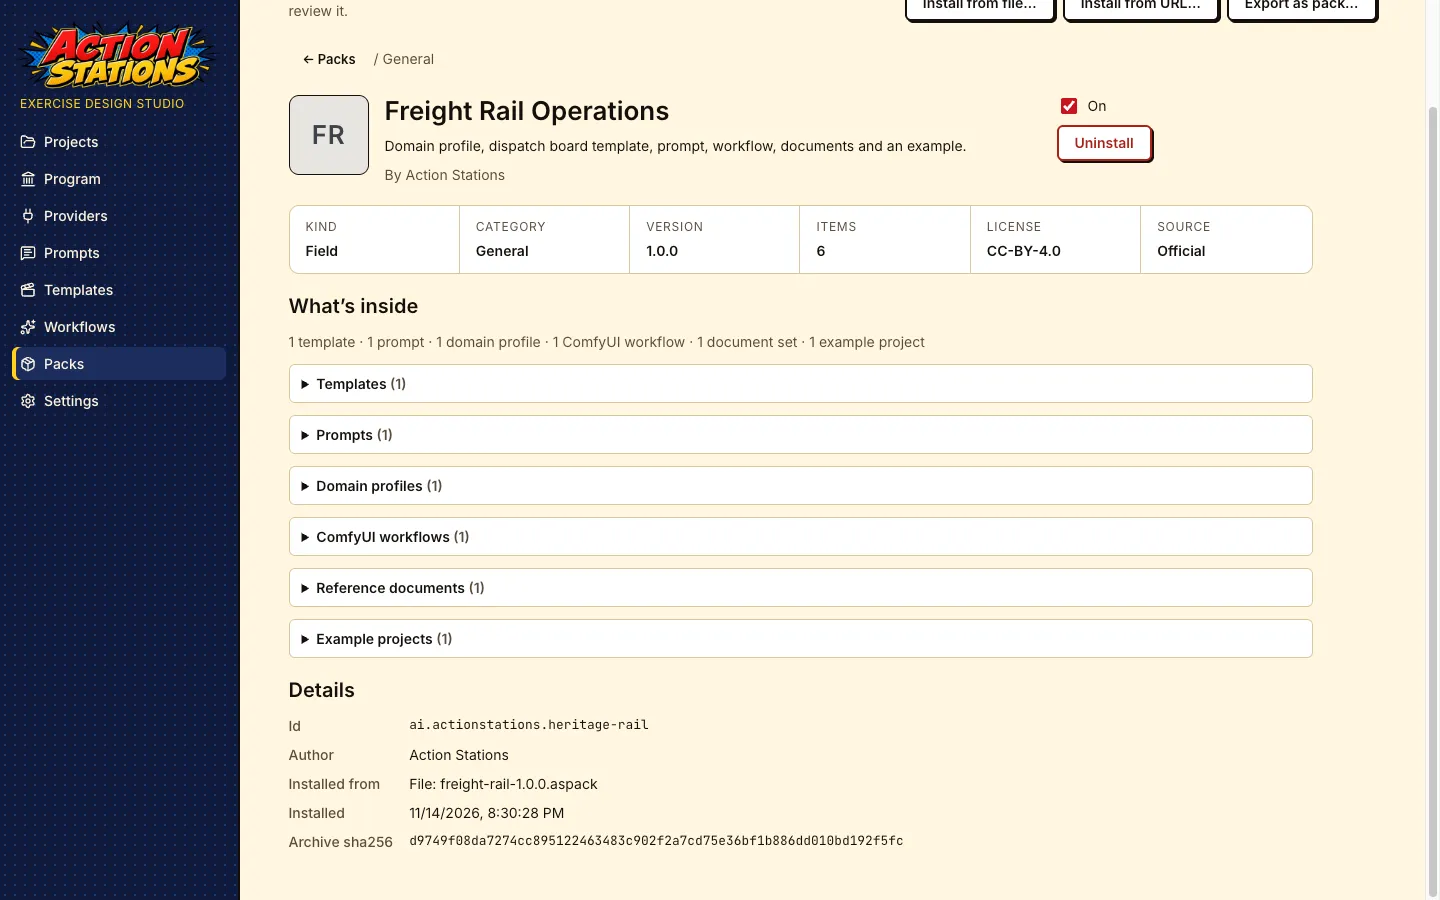 ACTION
STATIONS
EXERCISE DESIGN STUDIO
Projects
Program
Providers
Prompts
Templates
Workflows
Packs
Settings
review it.
Install from file...
Install from URL...
Export as pack...
← Packs / General
FR
Freight Rail Operations
Domain profile, dispatch board template, prompt, workflow, documents and an example.
By Action Stations
On
Uninstall
KIND
Field
CATEGORY
General
VERSION
1.0.0
ITEMS
6
LICENSE
CC-BY-4.0
SOURCE
Official
What’s inside
1 template · 1 prompt · 1 domain profile · 1 ComfyUI workflow · 1 document set · 1 example project
Templates (1)
Prompts (1)
Domain profiles (1)
ComfyUI workflows (1)
Reference documents (1)
Example projects (1)
Details
Id ai.actionstations.heritage-rail
Author Action Stations
Installed from File: freight-rail-1.0.0.aspack
Installed 11/14/2026, 8:30:28 PM
Archive sha256 d9749f08da7274cc895122463483c902f2a7cd75e36bf1b886dd010bd192f5fc